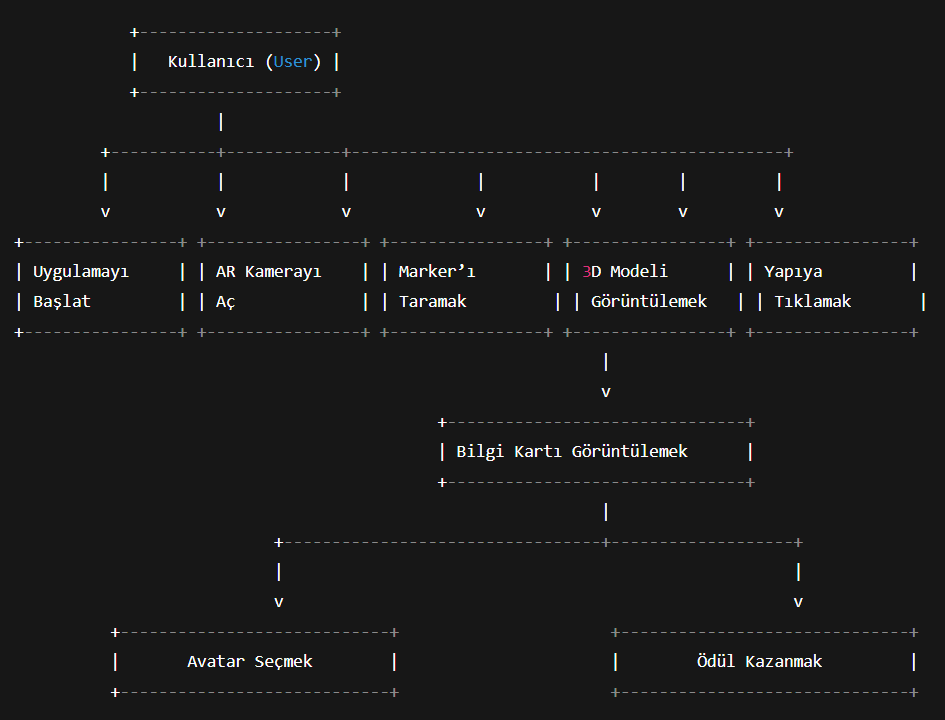 Kullanıcı (User)
Uygulamayı AR Kamerayı Marker’ı 3D Modeli Yapıya
Başlat Aç Taramak Görüntülemek Tıklamak
Bilgi Kartı Görüntülemek
Avatar Seçmek Ödül Kazanmak